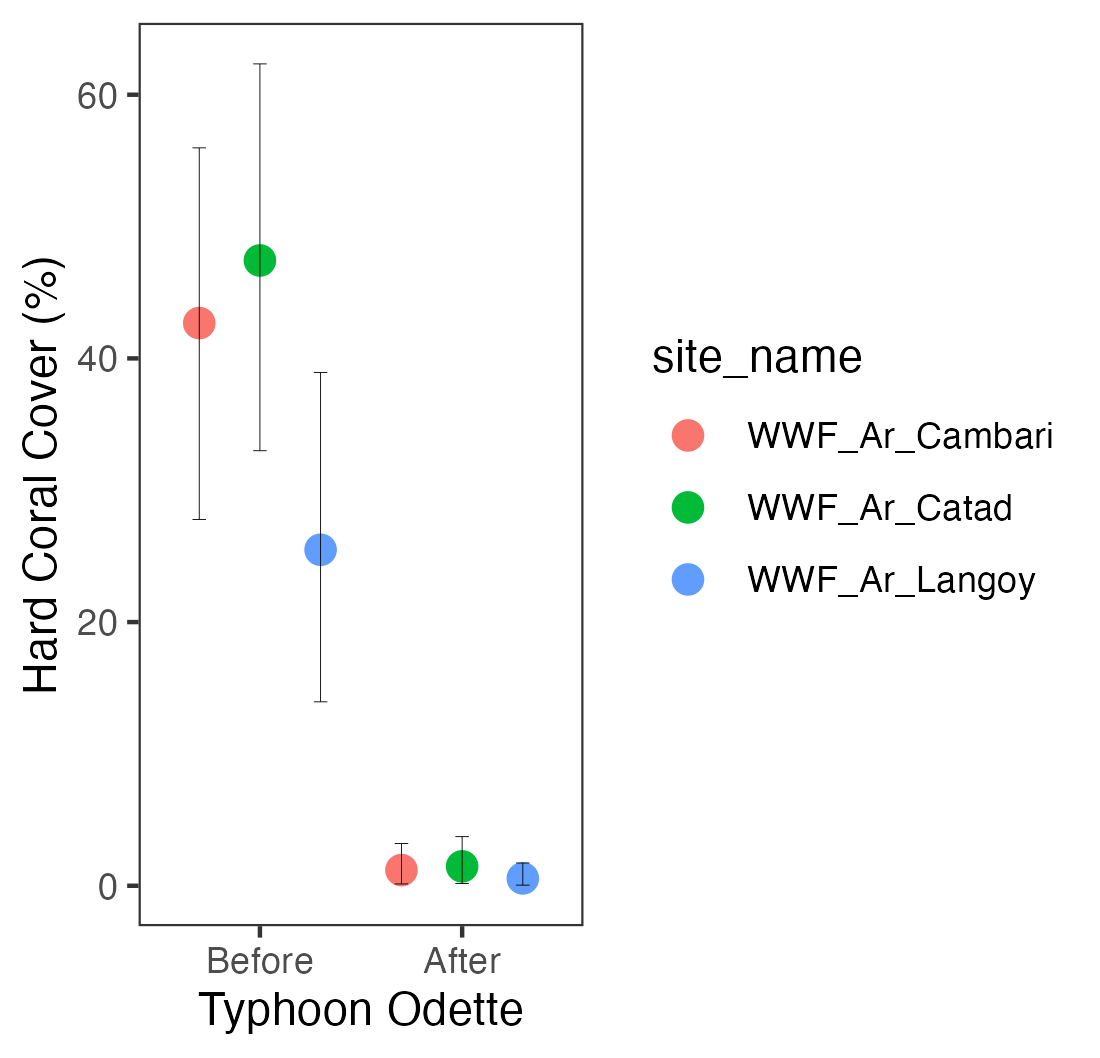 Hard Coral Cover (%)
60
40
20
0
Before After
Typhoon Odette
site_name
WWF_Ar_Cambari
WWF_Ar_Catad
WWF_Ar_Langoy